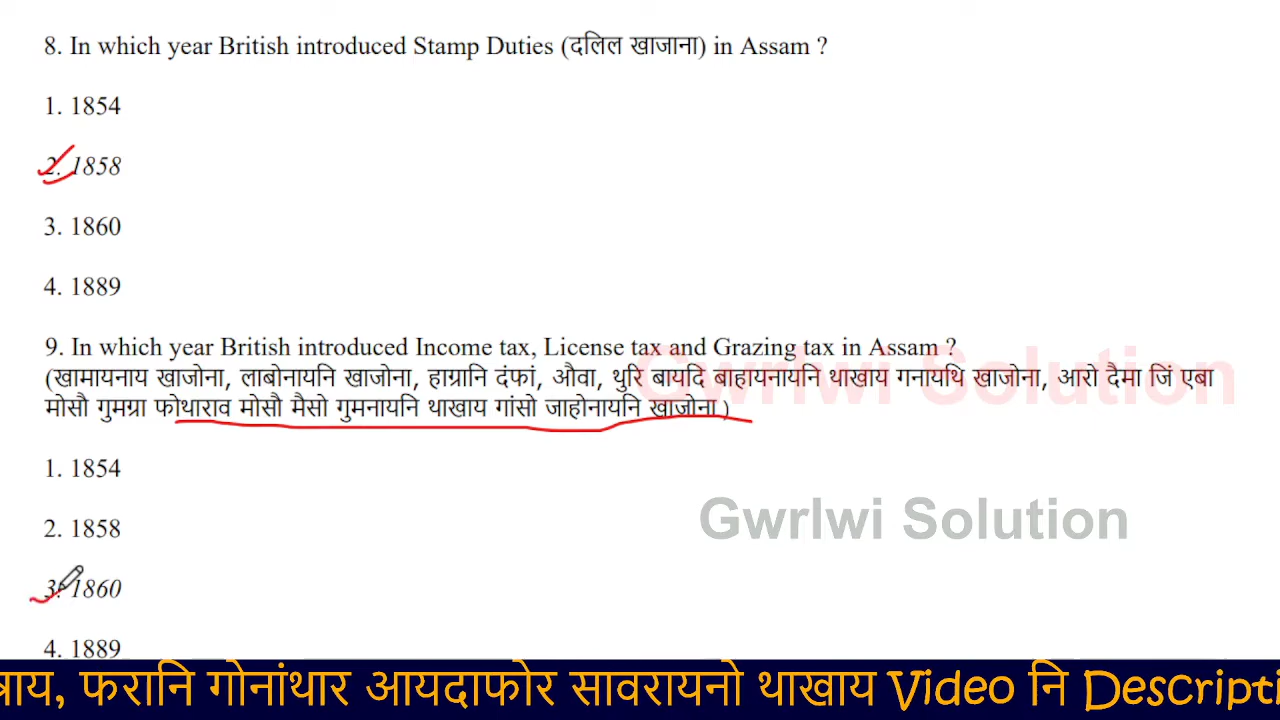 8. In which year British introduced Stamp Duties (दलिल खाजाना) in Assam ?
1. 1854
2. 1858
3. 1860
4. 1889
9. In which year British introduced Income tax, License tax and Grazing tax in Assam ?
(खामायनाय खाजोना, लाबोनायनि खाजोना, हाग्रानि दंफां, औवा, थुरि बायदि बाहायनायनि थाखाय गनायथि खाजोना, आरो दैमा जिं एबा
मोसौ गुमग्रा फोथाराव मोसौ मैसो गुमनायनि थाखाय गांसो जाहोनायनि खाजोना)
Gwrlwi Solution
1. 1854
2. 1858
Gwrlwi Solution
3. 1860
4. 1889
फरानि गोनांथार आयदाफोर सावरायनो थाखाय Video नि Descripti